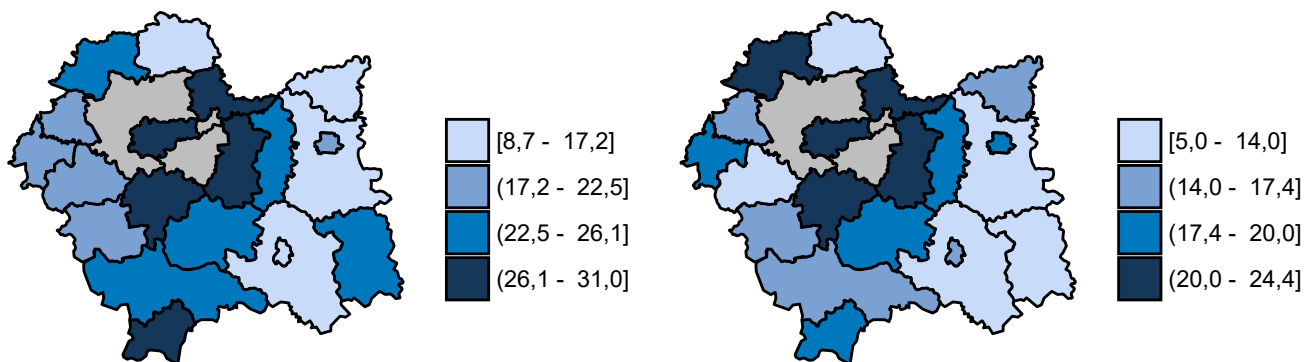 [8,7 - 17,2]
(17,2 - 22,5]
(22,5 - 26,1]
(26,1 - 31,0]
[5,0 - 14,0]
(14,0 - 17,4]
(17,4 - 20,0]
(20,0 - 24,4]